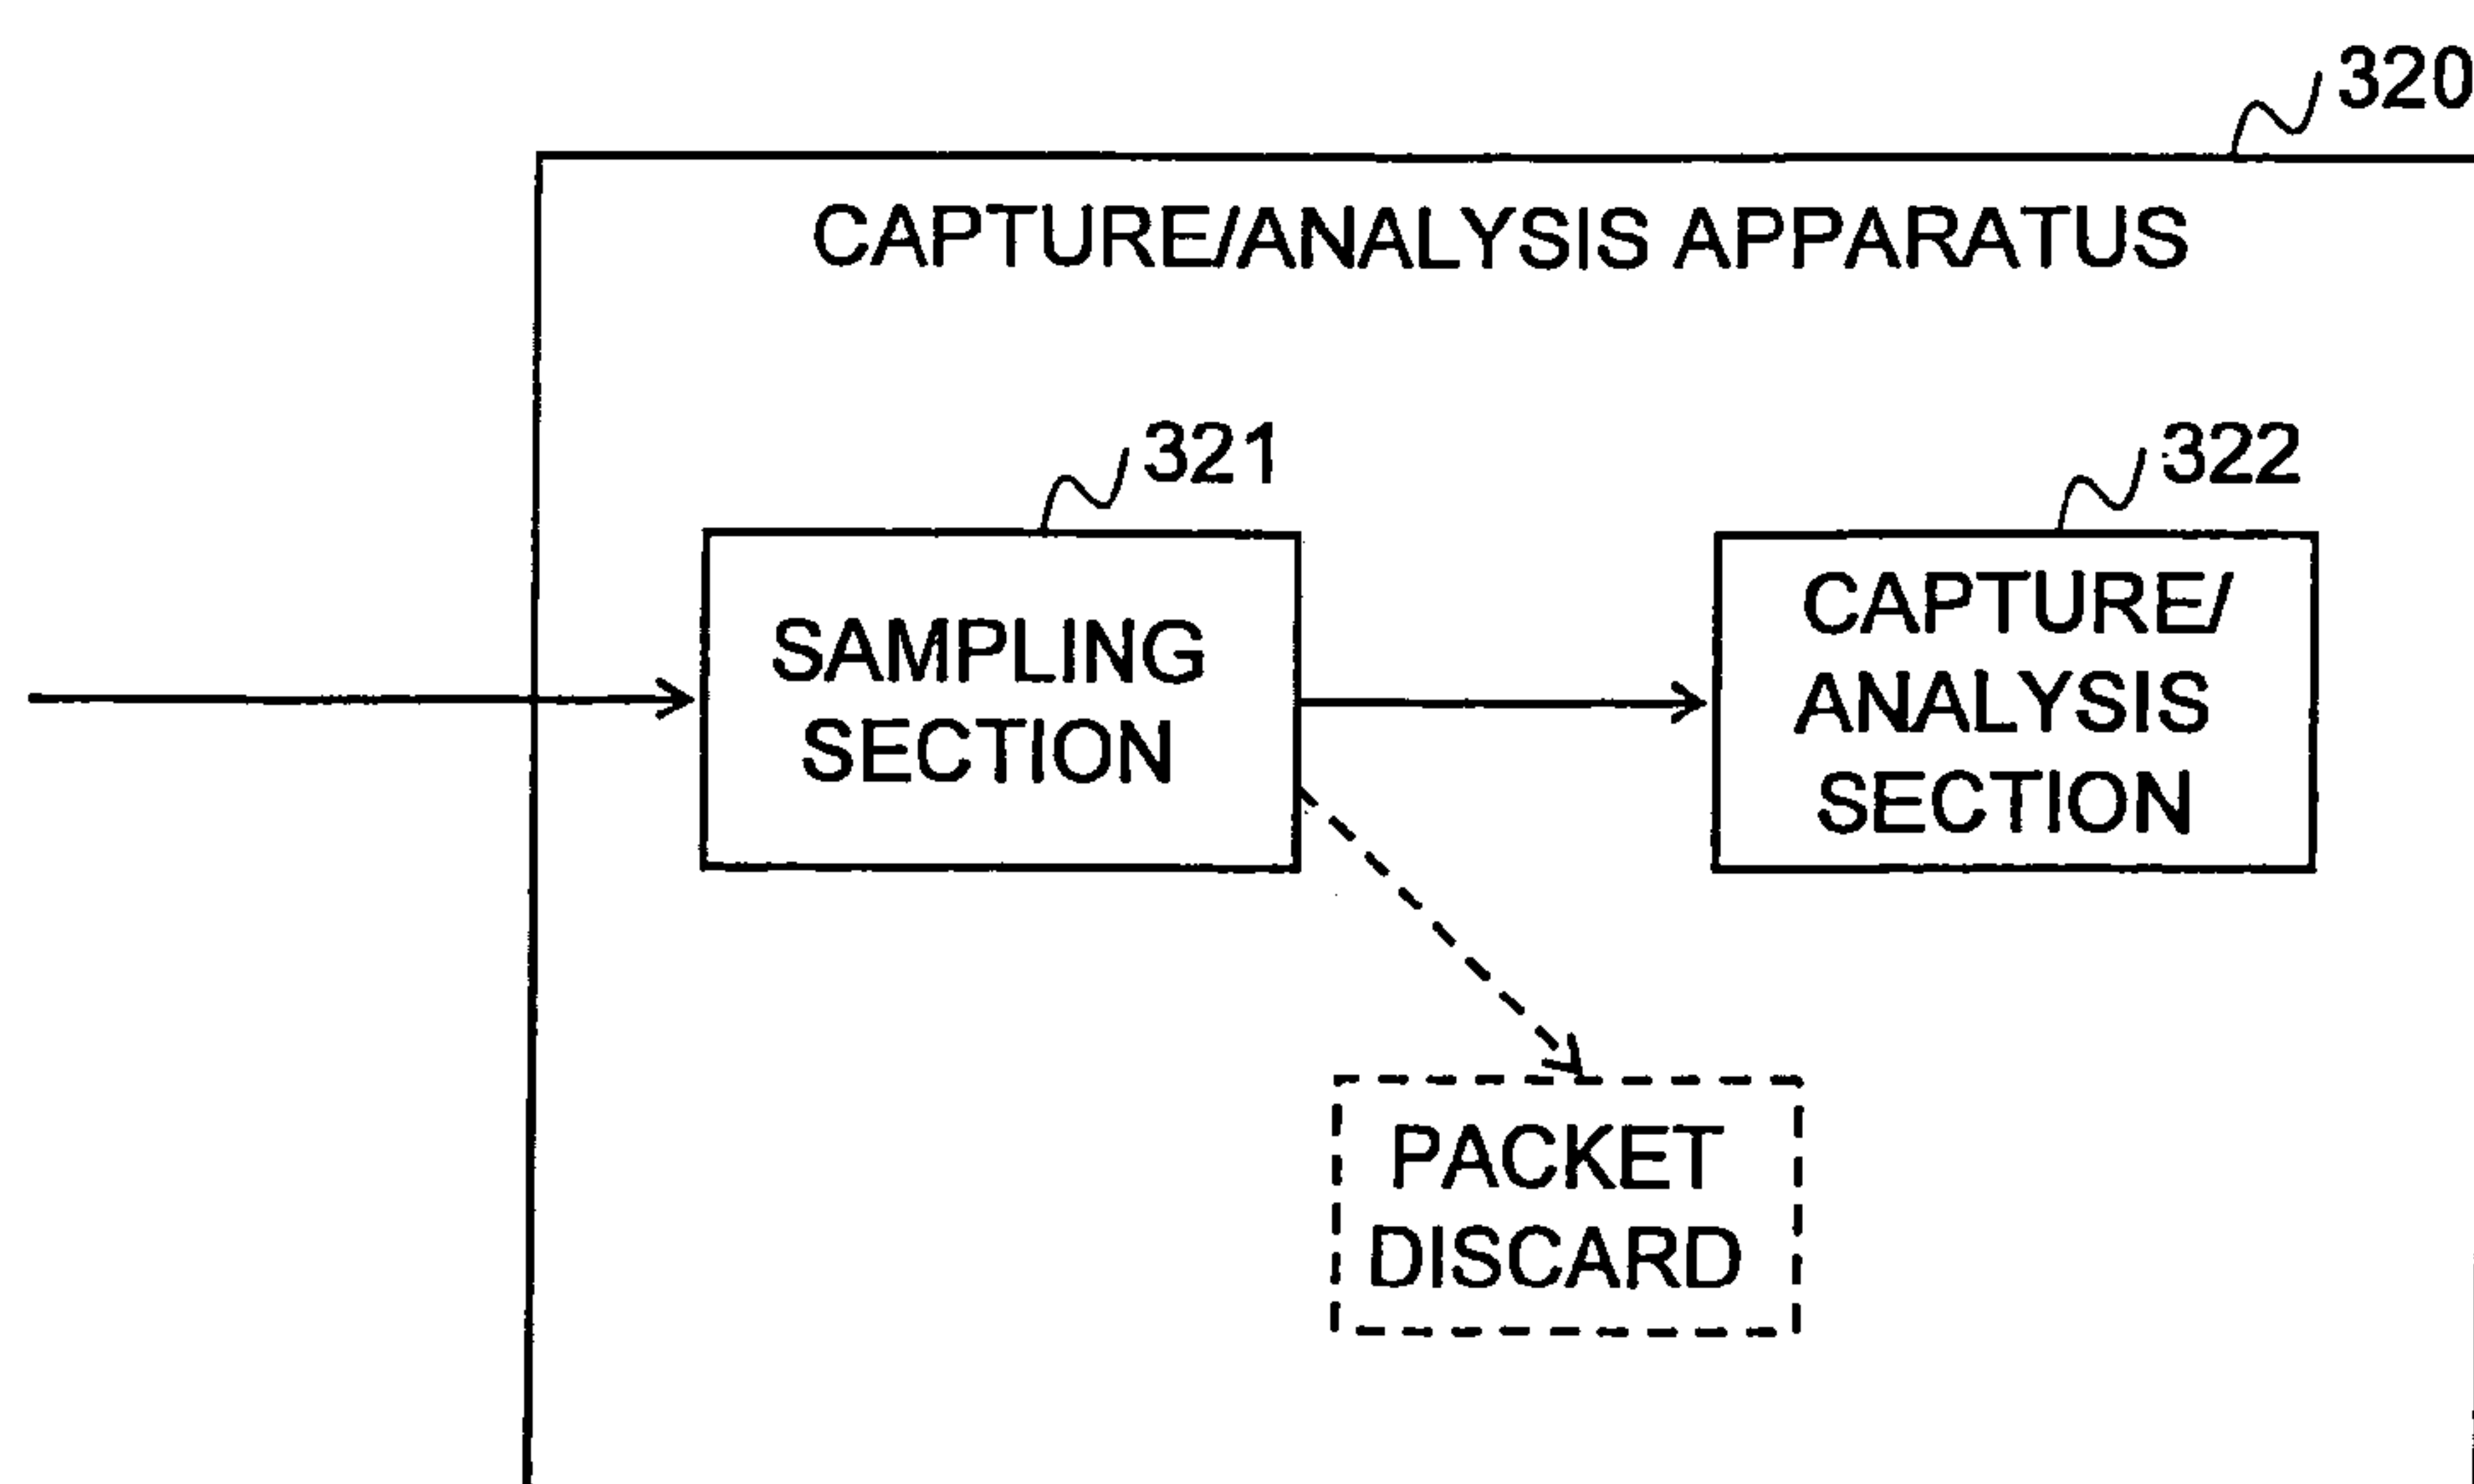 320
CAPTURE/ANALYSIS APPARATUS
321
322
SAMPLING
SECTION
CAPTURE/
ANALYSIS
SECTION
PACKET
DISCARD